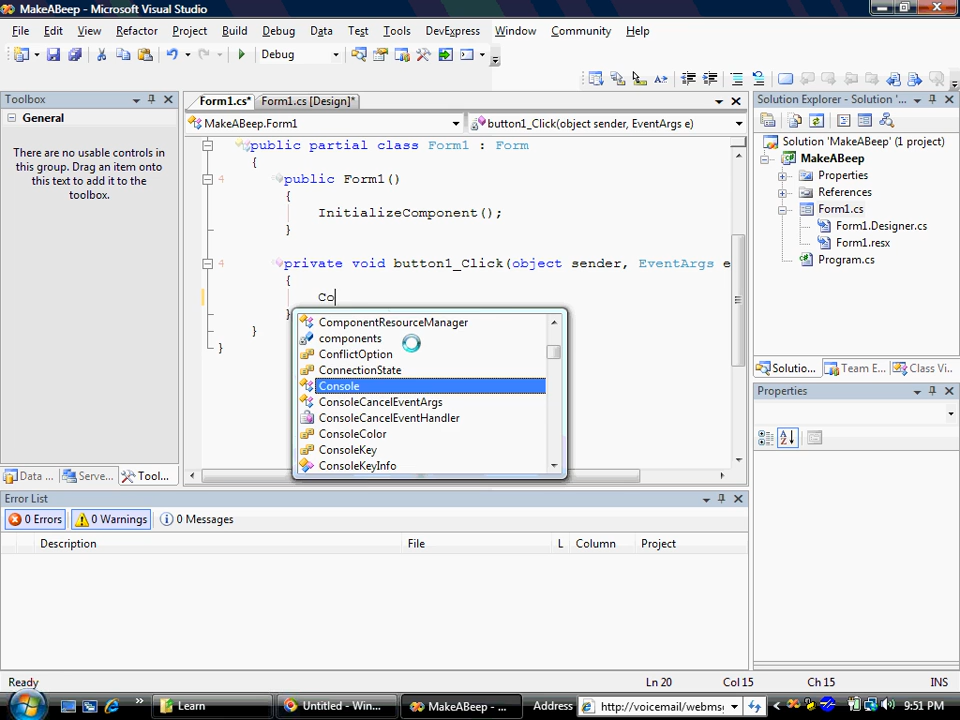 MakeABeep - Microsoft Visual Studio
File Edit View Refactor Project Build Debug Data Test Tools DevExpress Window Community Help
Debug
Toolbox
General
There are no usable controls in
this group. Drag an item onto
this text to add it to the
toolbox.
Data ... Serve... Tool...
Form1.cs* Form1.cs [Design]*
MakeABeep.Form1 button1_Click(object sender, EventArgs e)
public partial class Form1 : Form
{
4 public Form1()
{
InitializeComponent();
}
4 private void button1_Click(object sender, EventArgs e
{
Co
}
}
}
ComponentResourceManager
components
ConflictOption
ConnectionState
Console
ConsoleCancelEventArgs
ConsoleCancelEventHandler
ConsoleColor
ConsoleKey
ConsoleKeyInfo
Solution Explorer - Solution '...
Solution 'MakeABeep' (1 project)
MakeABeep
Properties
References
Form1.cs
Form1.Designer.cs
Form1.resx
Program.cs
Solutio... Team E... Class Vi...
Properties
Error List
0 Errors 0 Warnings 0 Messages
Description File L Column Project
Ready Ln 20 Col 15 Ch 15 INS
Learn Untitled - Win... MakeABeep - ... Address http://voicemail/webms 9:51 PM